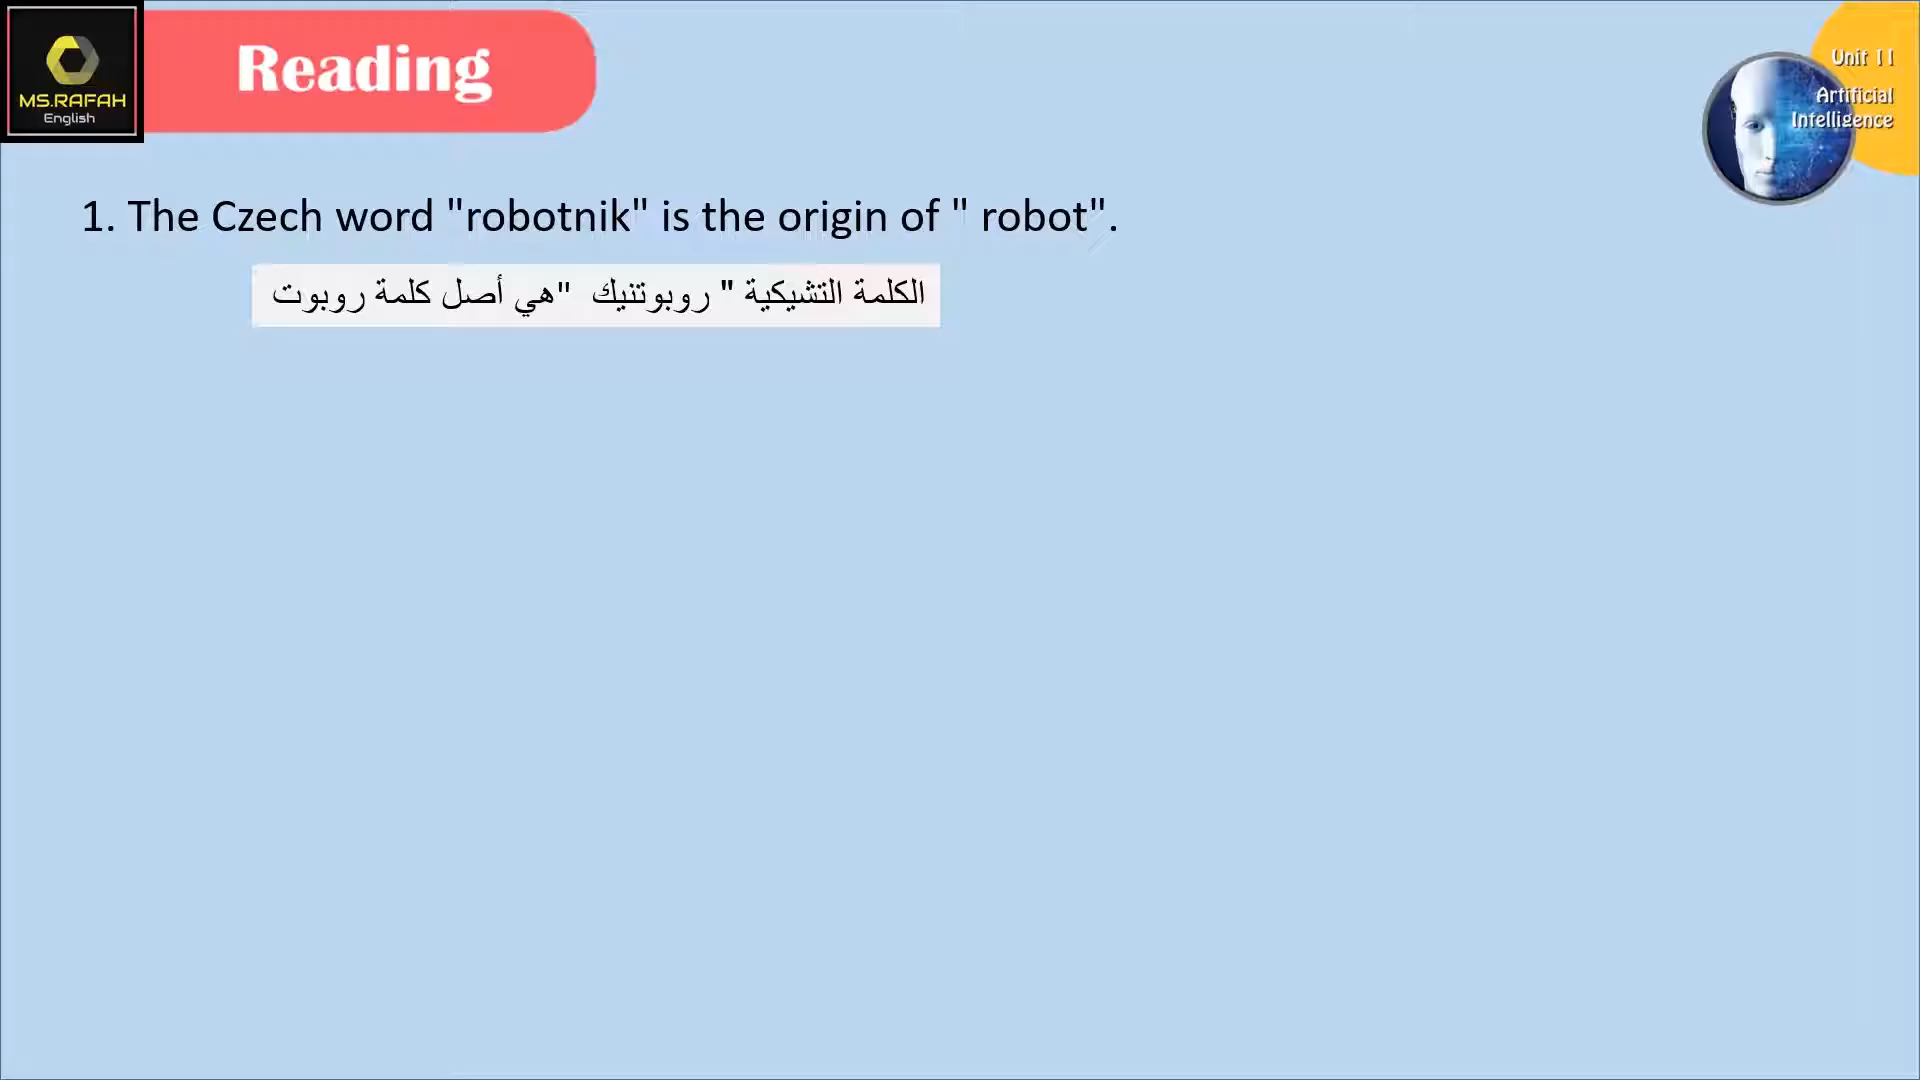 MS.RAFAH
English
Reading
Unit 11
Artificial
Intelligence
1. The Czech word "robotnik" is the origin of " robot".
الكلمة التشيكية " روبوتنيك "هي أصل كلمة روبوت